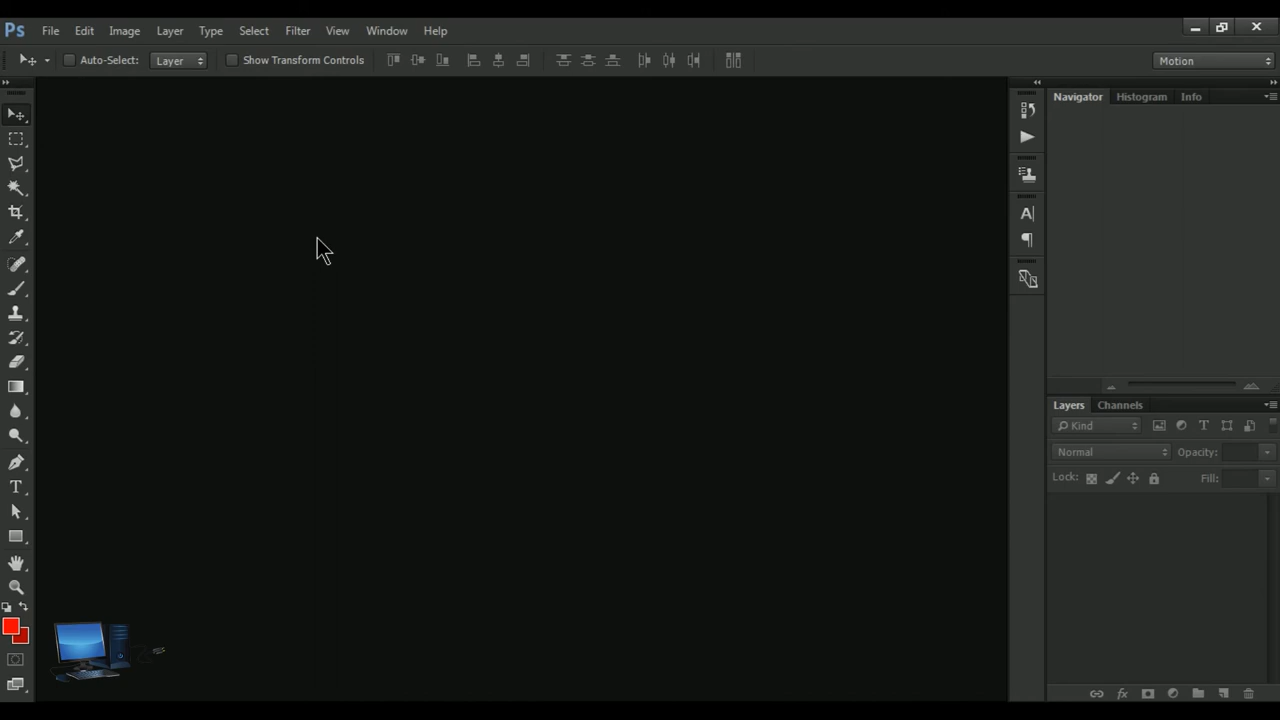 Ps File Edit Image Layer Type Select Filter View Window Help
Auto-Select: Layer Show Transform Controls Motion
Navigator Histogram Info
A
Layers Channels
Kind T
Normal Opacity:
Lock: Fill:
T
fx